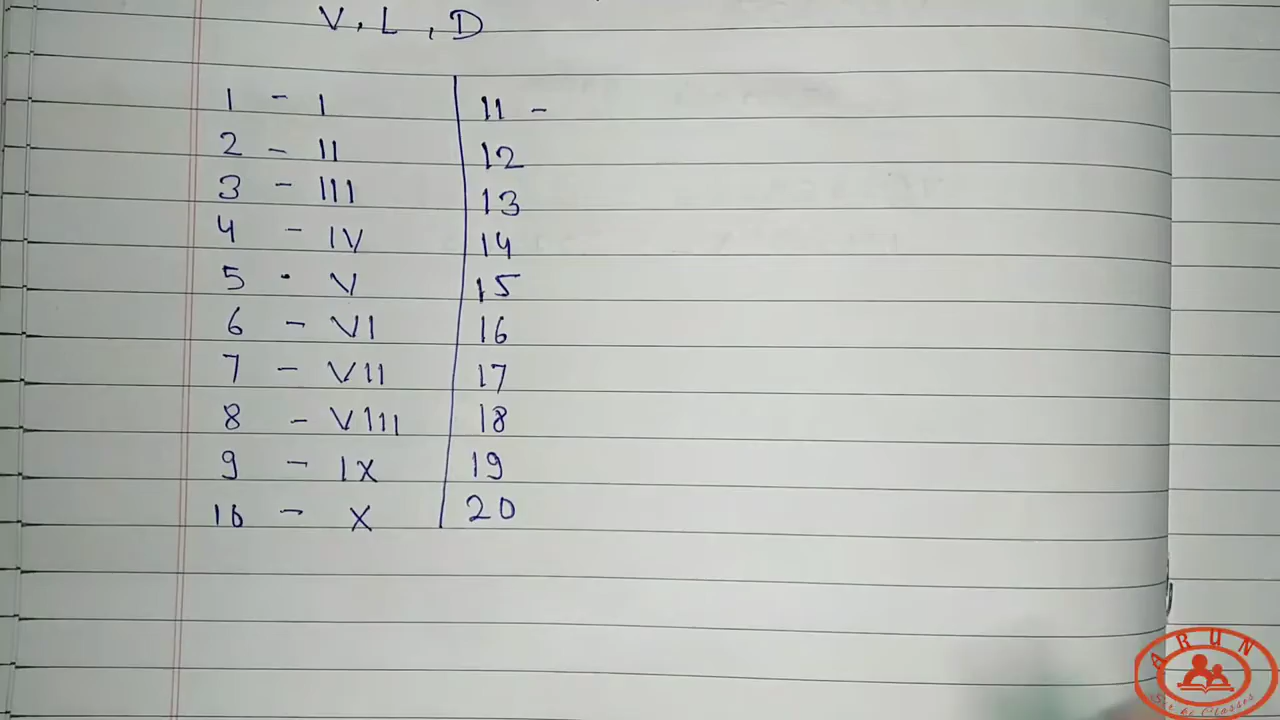 V, L, D
1 - I
2 - II
3 - III
4 - IV
5 - V
6 - VI
7 - VII
8 - VIII
9 - IX
10 - X
11 -
12
13
14
15
16
17
18
19
20
ARUN